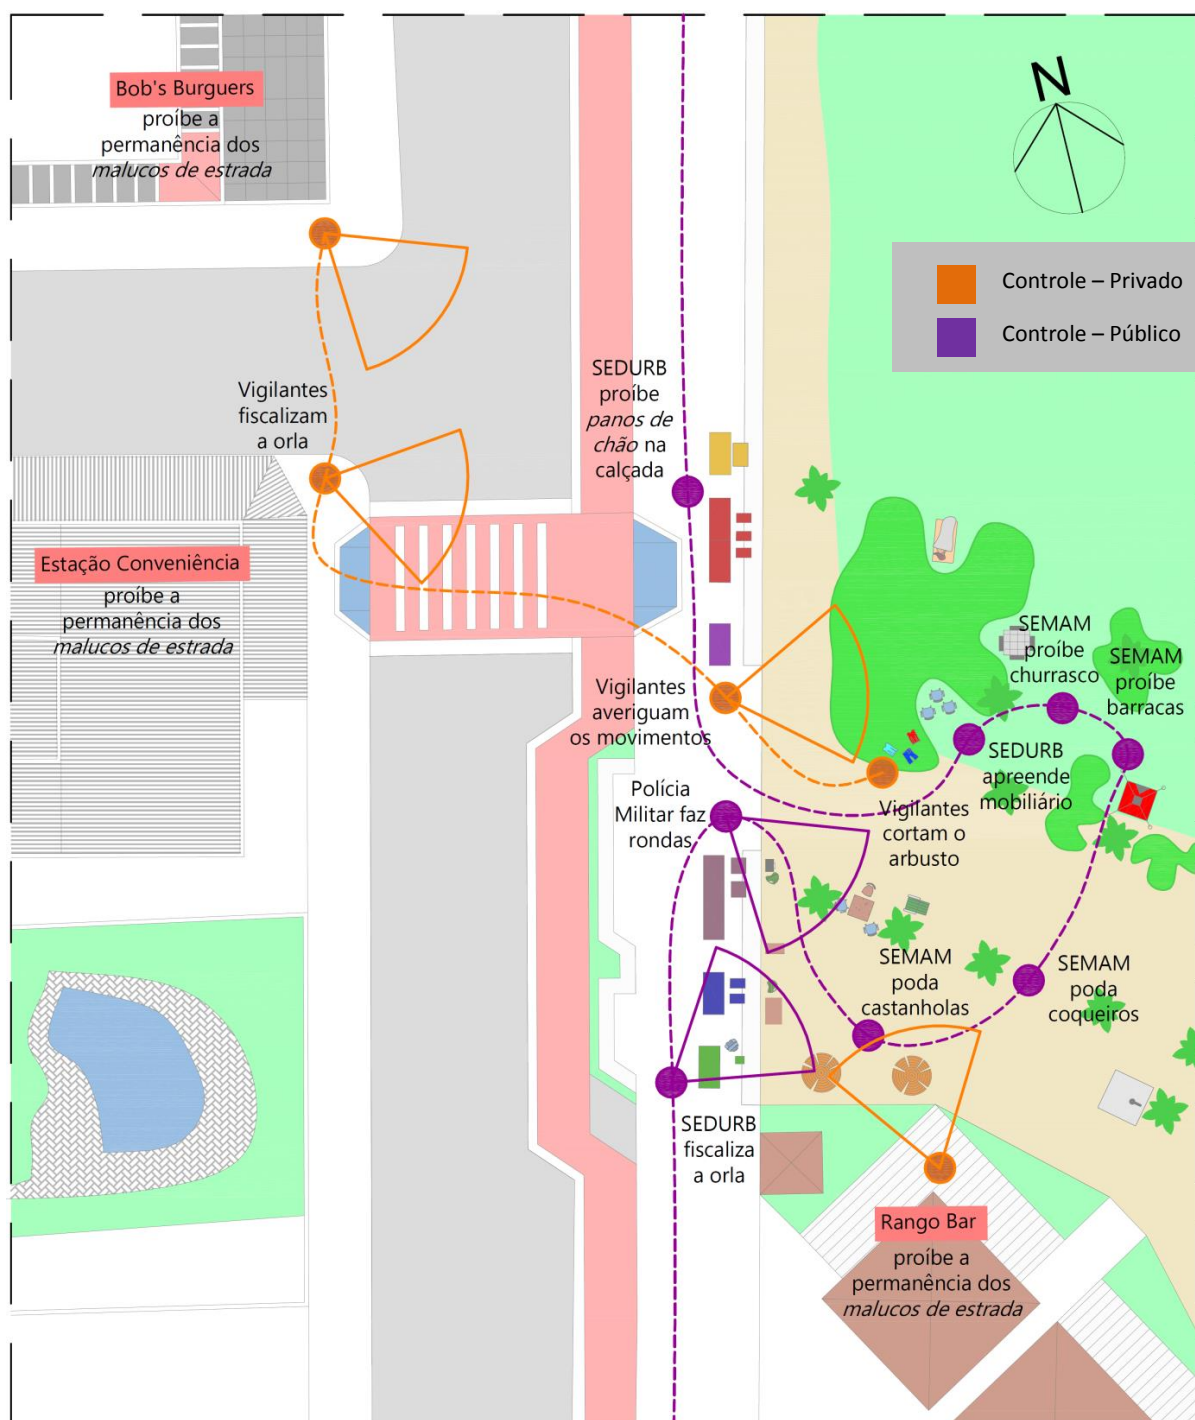 Bob's Burguers
proíbe a
permanência dos
malucos de estrada
N
Controle – Privado
Controle – Público
Vigilantes
fiscalizam
a orla
SEDURB
proíbe
panos de
chão na
calçada
Estação Conveniência
proíbe a
permanência dos
malucos de estrada
SEMAM
proíbe
churrasco
SEMAM
proíbe
barracas
Vigilantes
averiguam
os movimentos
SEDURB
apreende
mobiliário
Polícia
Militar faz
rondas
Vigilantes
cortam o
arbusto
SEMAM
poda
castanholas
SEMAM
poda
coqueiros
SEDURB
fiscaliza
a orla
Rango Bar
proíbe a
permanência dos
malucos de estrada